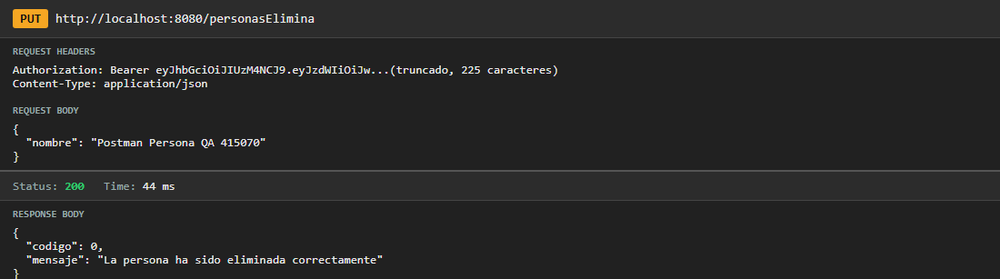 PUT http://localhost:8080/personasElimina
REQUEST HEADERS
Authorization: Bearer eyJhbGciOiJIUzM4NCJ9.eyJzdWIiOiJw...(truncado, 225 caracteres)
Content-Type: application/json
REQUEST BODY
{
  "nombre": "Postman Persona QA 415070"
}
Status: 200 Time: 44 ms
RESPONSE BODY
{
  "codigo": 0,
  "mensaje": "La persona ha sido eliminada correctamente"
}